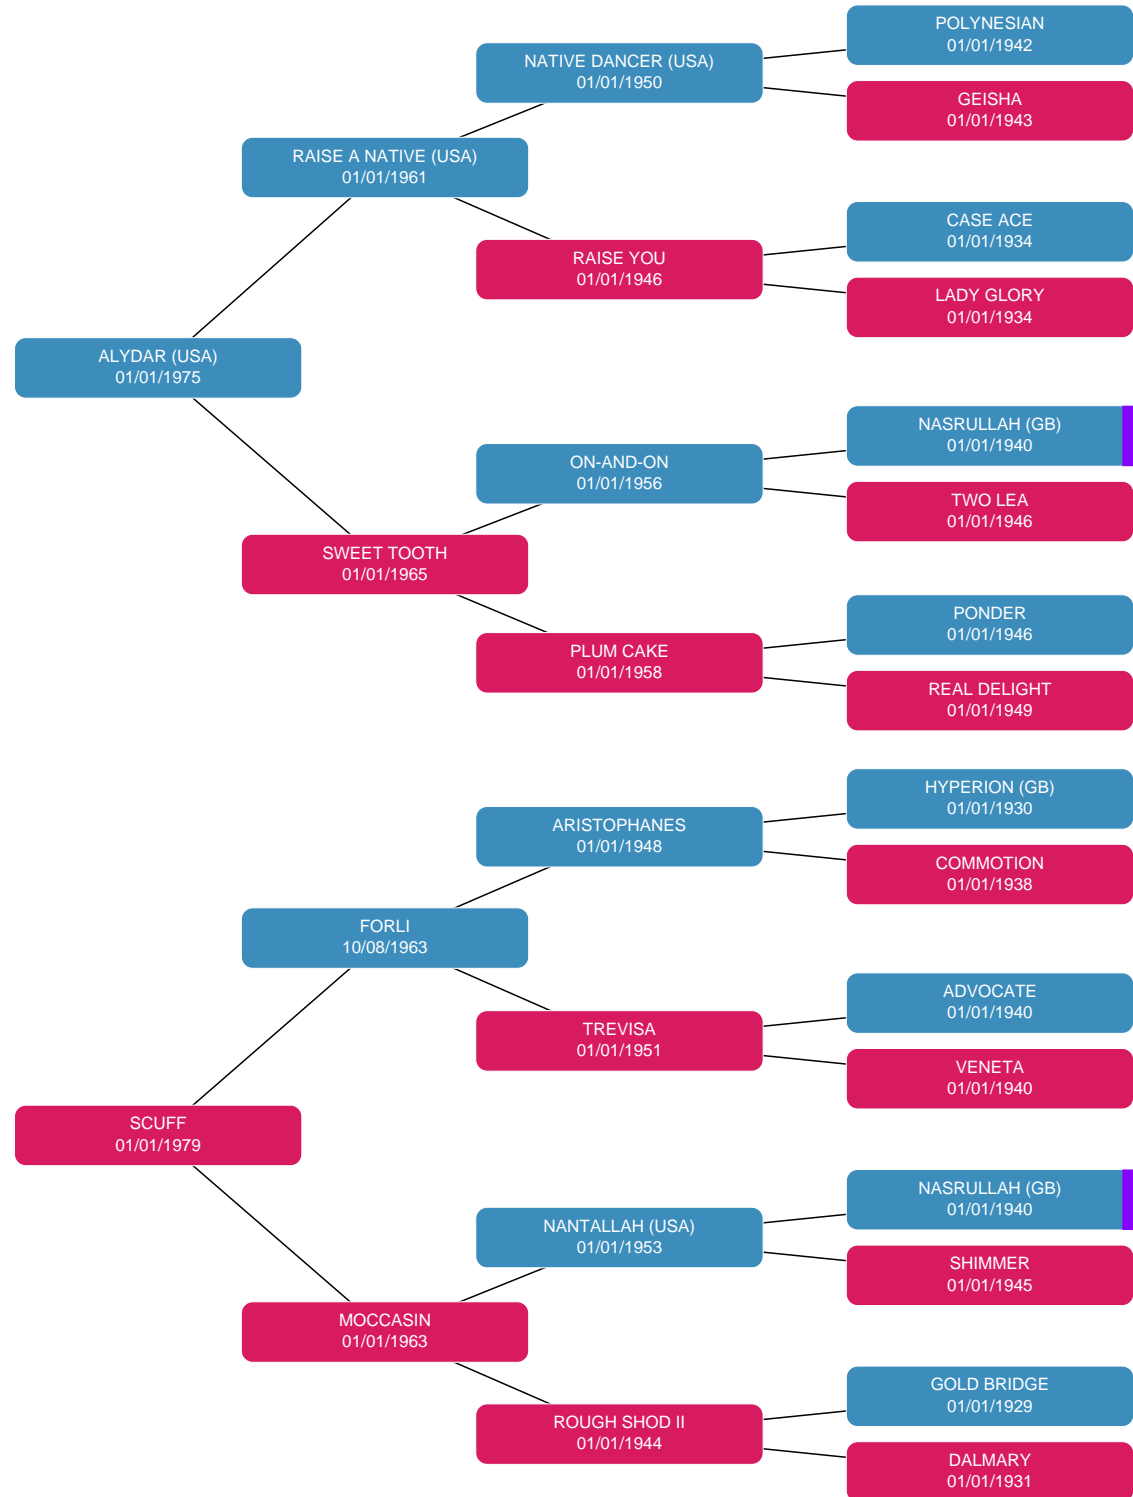 POLYNESIAN
01/01/1942
NATIVE DANCER (USA)
01/01/1950
GEISHA
01/01/1943
RAISE A NATIVE (USA)
01/01/1961
CASE ACE
01/01/1934
RAISE YOU
01/01/1946
LADY GLORY
01/01/1934
ALYDAR (USA)
01/01/1975
NASRULLAH (GB)
01/01/1940
ON-AND-ON
01/01/1956
TWO LEA
01/01/1946
SWEET TOOTH
01/01/1965
PONDER
01/01/1946
PLUM CAKE
01/01/1958
REAL DELIGHT
01/01/1949
HYPERION (GB)
01/01/1930
ARISTOPHANES
01/01/1948
COMMOTION
01/01/1938
FORLI
10/08/1963
ADVOCATE
01/01/1940
TREVISA
01/01/1951
VENETA
01/01/1940
SCUFF
01/01/1979
NASRULLAH (GB)
01/01/1940
NANTALLAH (USA)
01/01/1953
SHIMMER
01/01/1945
MOCCASIN
01/01/1963
GOLD BRIDGE
01/01/1929
ROUGH SHOD II
01/01/1944
DALMARY
01/01/1931